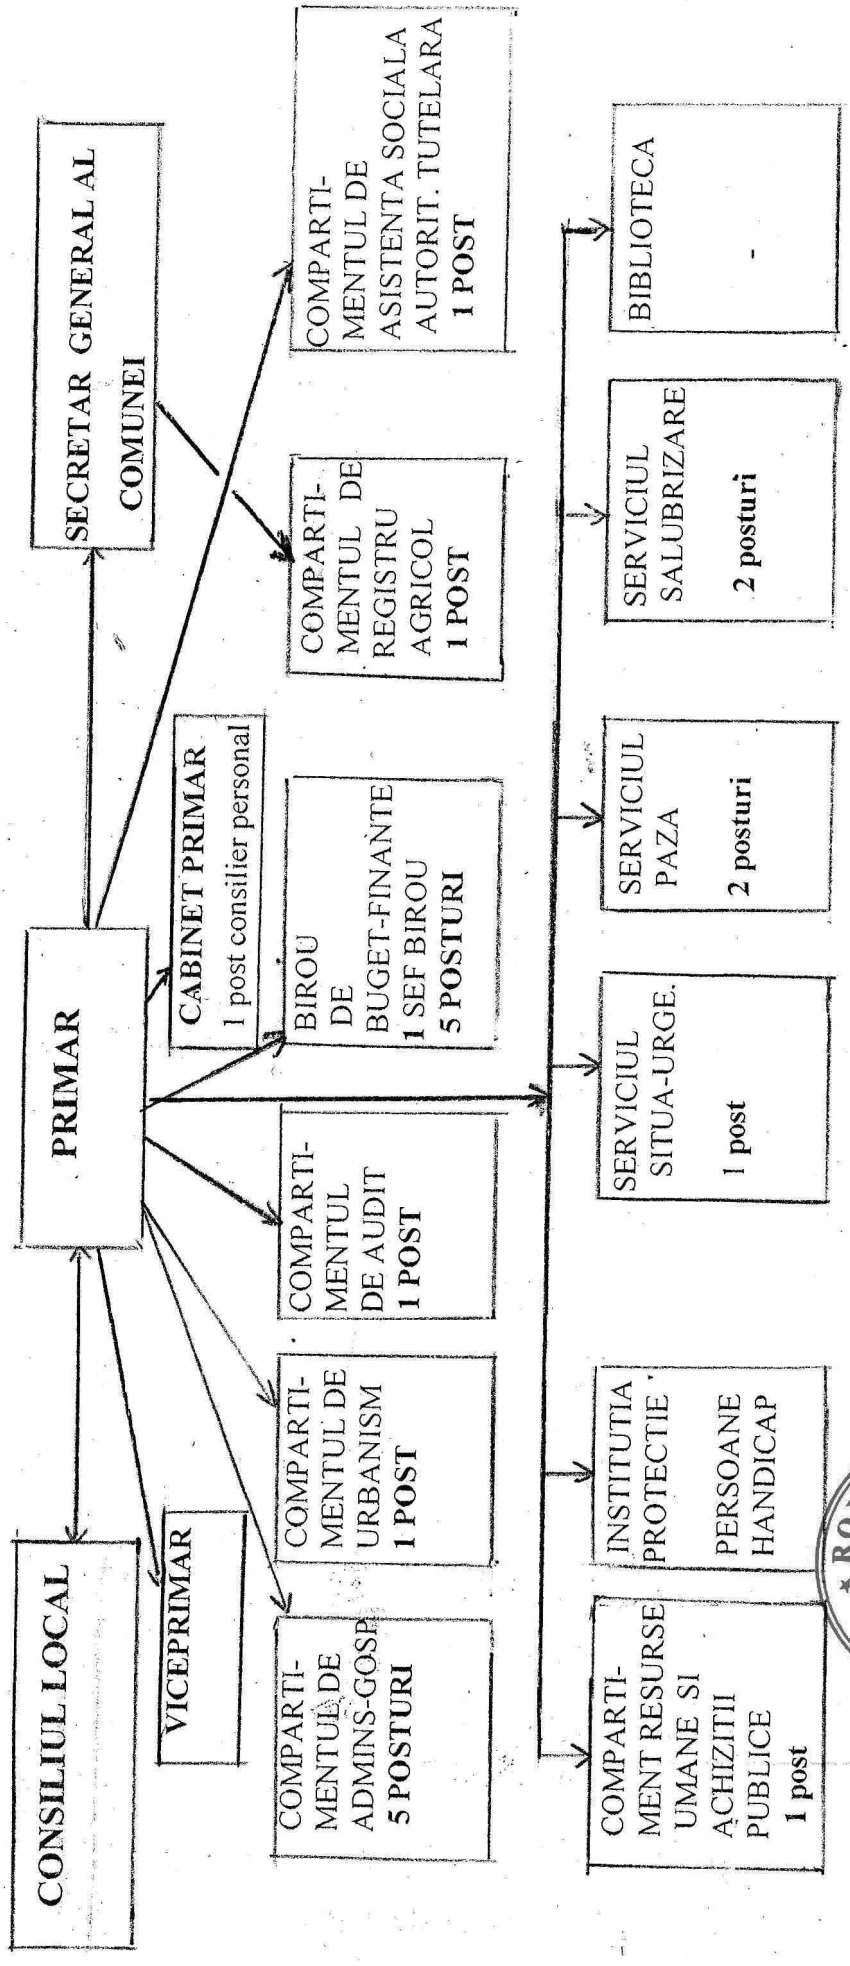 CONSILIUL LOCAL
PRIMAR
SECRETAR GENERAL AL
COMUNEI
VICEPRIMAR
CABINET PRIMAR
1 post consilier personal
COMPARTI-
MENTUL DE
ADMINS-GOSP
5 POSTURI
COMPARTI-
MENTUL DE
URBANISM
1 POST
COMPARTI-
MENTUL
DE AUDIT
1 POST
BIROU
DE
BUGET-FINANTE
1 SEF BIROU
5 POSTURI
COMPARTI-
MENTUL DE
REGISTRU
AGRICOL
1 POST
COMPARTI-
MENTUL DE
ASISTENTA SOCIALA
AUTORIT. TUTELARA
1 POST
COMPARTI-
MENT RESURSE
UMANE SI
ACHIZITII
PUBLICE
1 post
INSTITUTIA
PROTECTIE
PERSOANE
HANDICAP
SERVICIUL
SITUA-URGE.
1 post
SERVICIUL
PAZA
2 posturi
SERVICIUL
SALUBRIZARE
2 posturi
BIBLIOTECA
-